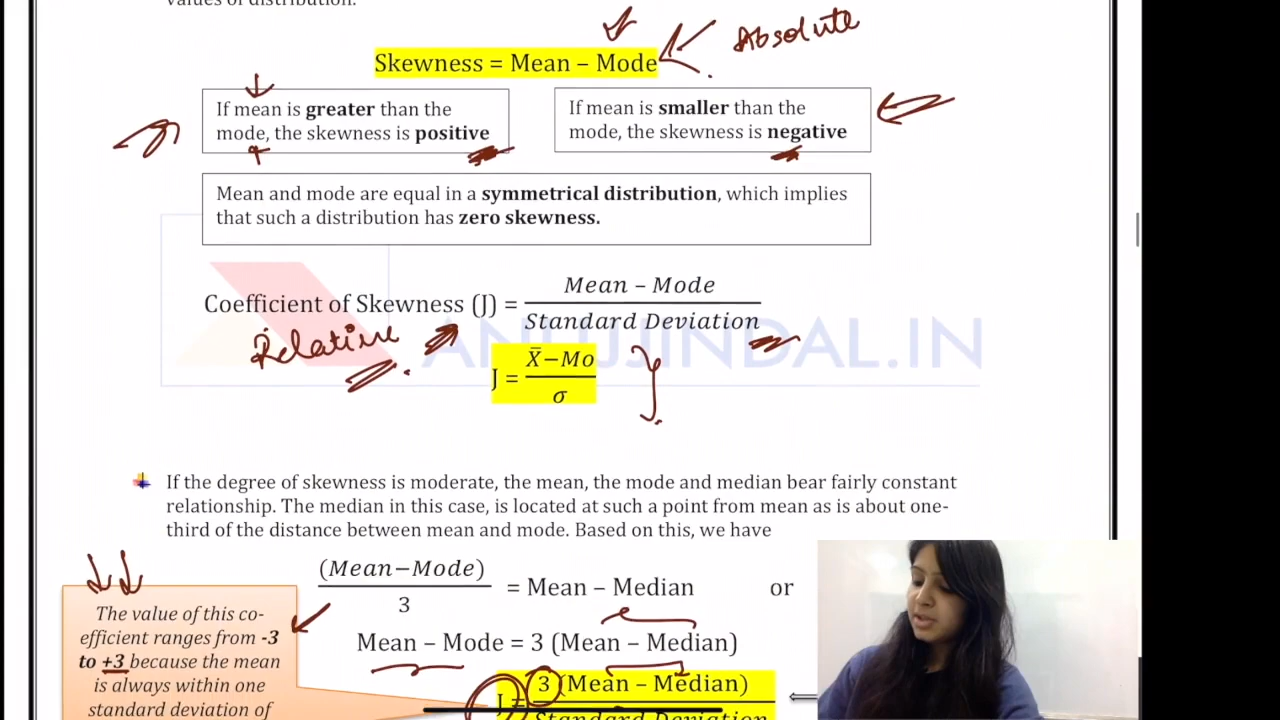 values of distribution.
Absolute
Skewness = Mean – Mode
If mean is greater than the
mode, the skewness is positive
If mean is smaller than the
mode, the skewness is negative
Mean and mode are equal in a symmetrical distribution, which implies
that such a distribution has zero skewness.
Coefficient of Skewness (J) = Mean – Mode / Standard Deviation
Relative
ANUJJINDAL.IN
J = X̄–Mo / σ
If the degree of skewness is moderate, the mean, the mode and median bear fairly constant
relationship. The median in this case, is located at such a point from mean as is about one-
third of the distance between mean and mode. Based on this, we have
(Mean–Mode) / 3 = Mean – Median or
Mean – Mode = 3 (Mean – Median)
J = 3 (Mean – Median) / Standard Deviation
The value of this co-
efficient ranges from -3
to +3 because the mean
is always within one
standard deviation of